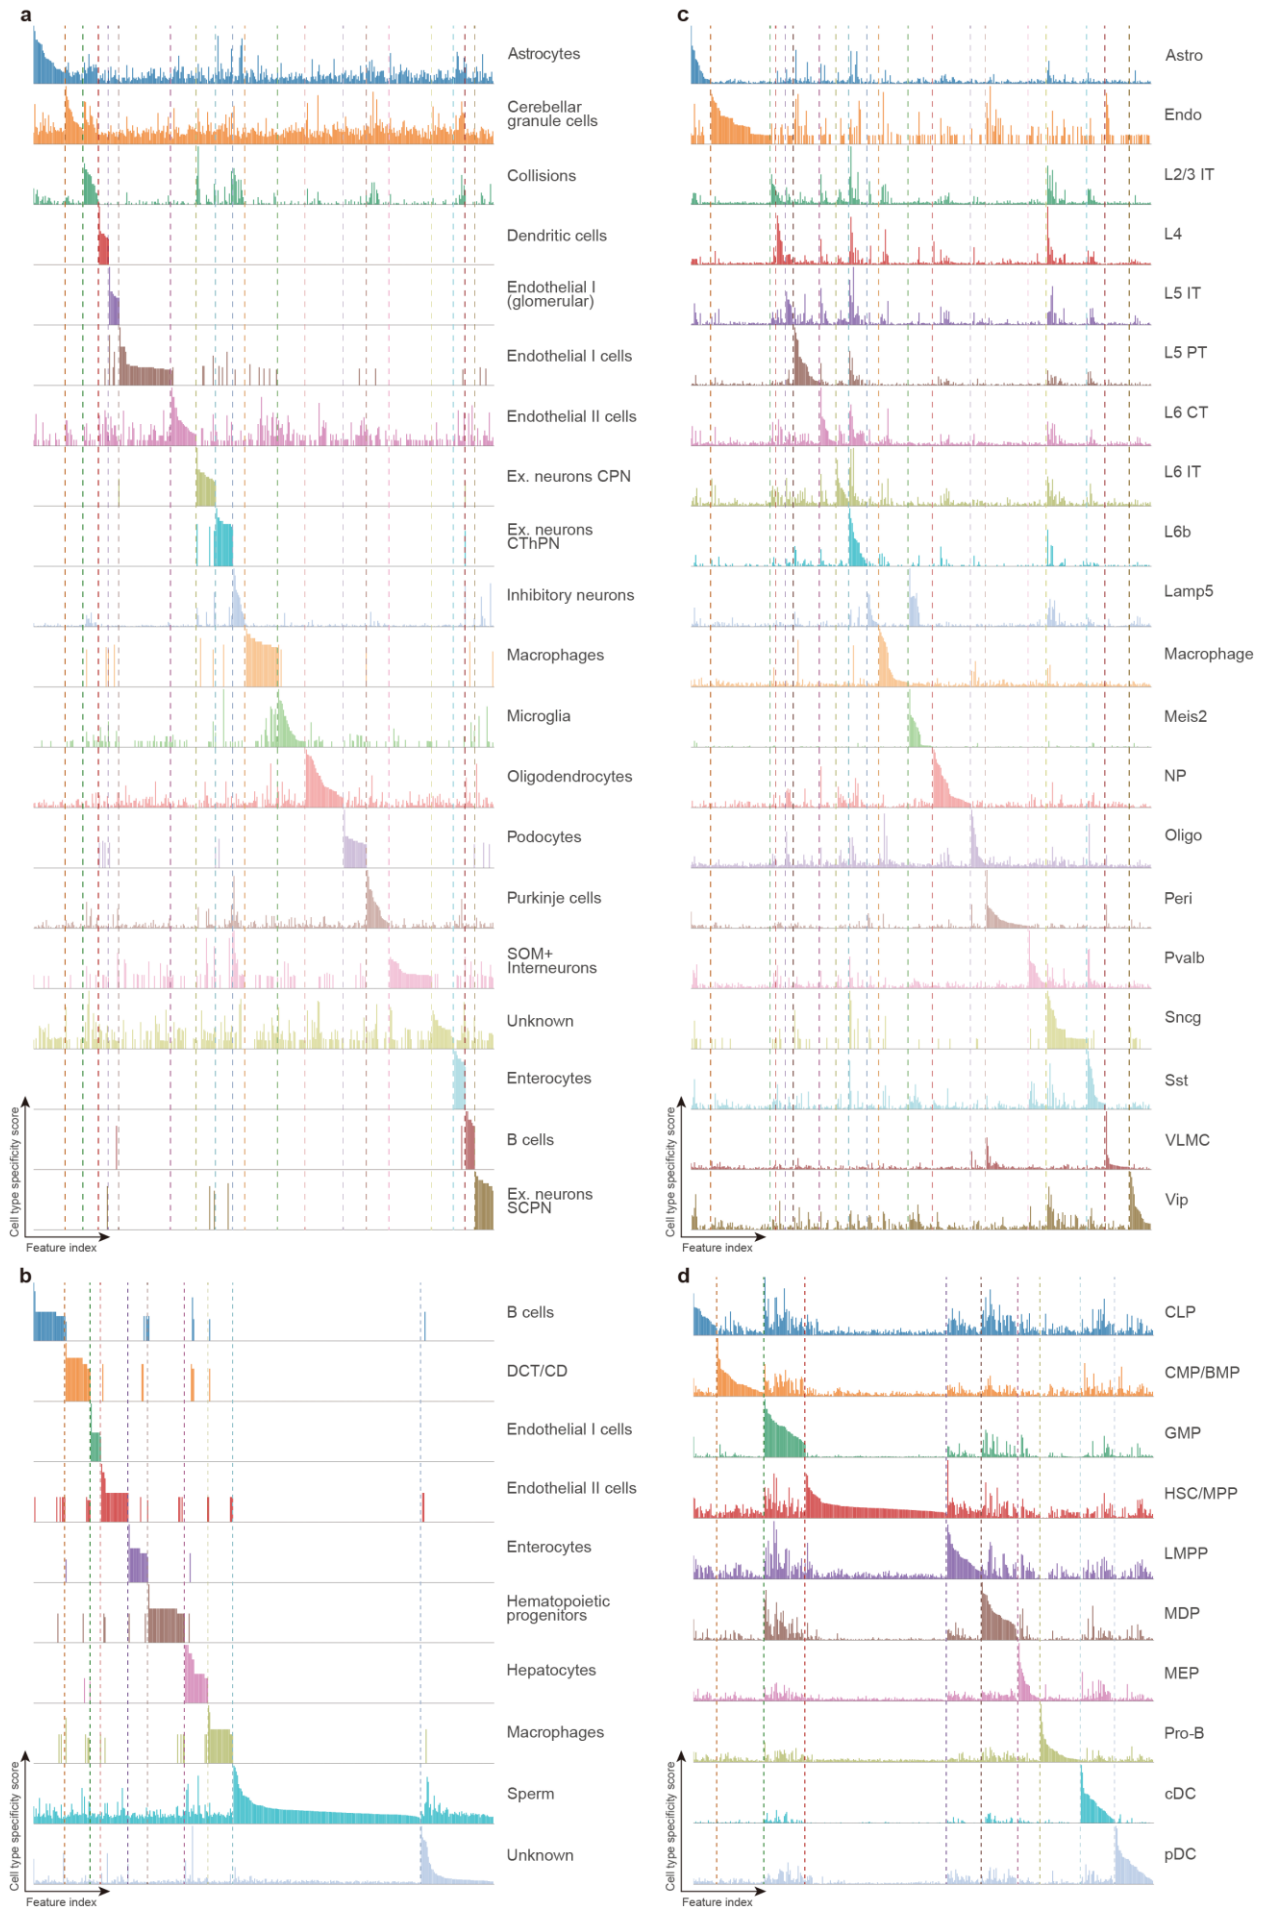 a
Astrocytes
Cerebellar
granule cells
Collisions
Dendritic cells
Endothelial I
(glomerular)
Endothelial I cells
Endothelial II cells
Ex. neurons CPN
Ex. neurons
CThPN
Inhibitory neurons
Macrophages
Microglia
Oligodendrocytes
Podocytes
Purkinje cells
SOM+
Interneurons
Unknown
Enterocytes
B cells
Ex. neurons
SCPN
Cell type specificity score
Feature index
c
Astro
Endo
L2/3 IT
L4
L5 IT
L5 PT
L6 CT
L6 IT
L6b
Lamp5
Macrophage
Meis2
NP
Oligo
Peri
Pvalb
Sncg
Sst
VLMC
Vip
Cell type specificity score
Feature index
b
B cells
DCT/CD
Endothelial I cells
Endothelial II cells
Enterocytes
Hematopoietic
progenitors
Hepatocytes
Macrophages
Sperm
Unknown
Cell type specificity score
Feature index
d
CLP
CMP/BMP
GMP
HSC/MPP
LMPP
MDP
MEP
Pro-B
cDC
pDC
Cell type specificity score
Feature index